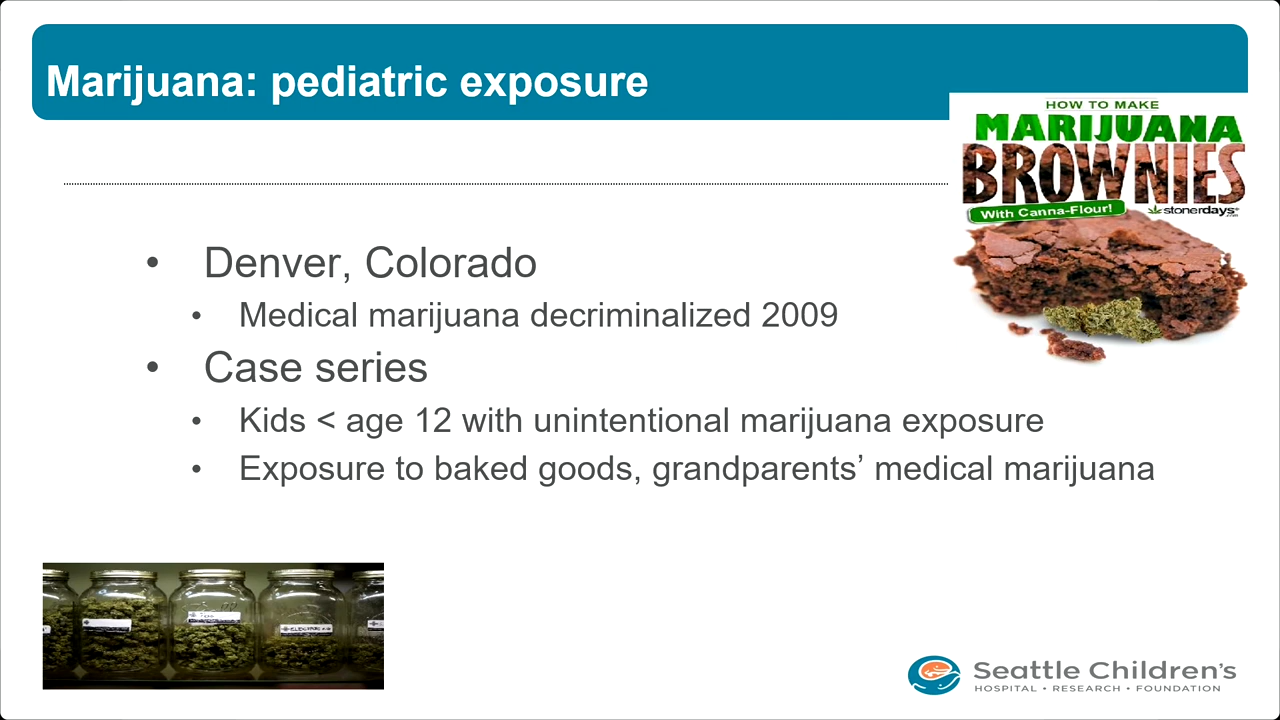 Marijuana: pediatric exposure
HOW TO MAKE
MARIJUANA
BROWNIES
With Canna-Flour!
stonerdays
.com
• Denver, Colorado
• Medical marijuana decriminalized 2009
• Case series
• Kids < age 12 with unintentional marijuana exposure
• Exposure to baked goods, grandparents’ medical marijuana
Seattle Children's
HOSPITAL • RESEARCH • FOUNDATION